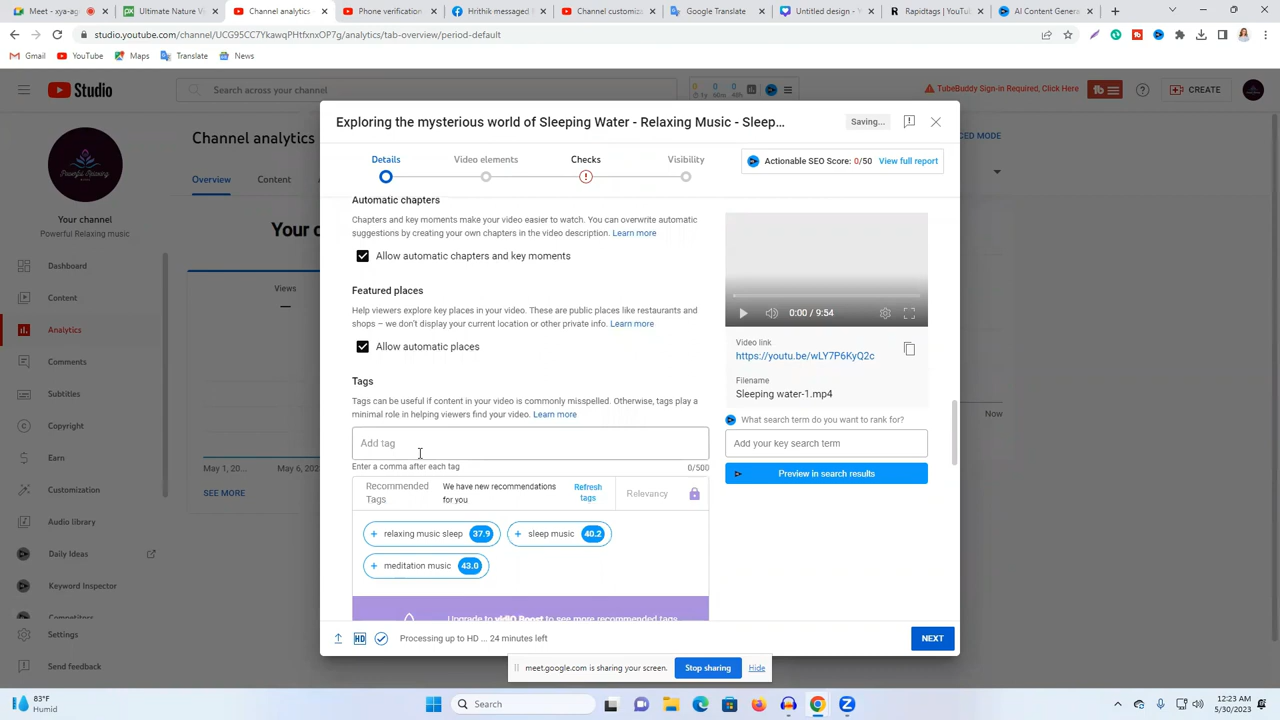 Meet - xya-ag
Ultimate Nature Vi
Channel analytics
Phone verification
Hrithik messaged
Channel customiz
Google Translate
Untitled design - 
Rapidtags | YouTu
AI Content Genera
studio.youtube.com/channel/UCG95CC7YkawqPHtfxnxOP7g/analytics/tab-overview/period-default
Gmail
YouTube
Maps
Translate
News
Studio
Search across your channel
TubeBuddy Sign-in Required, Click Here
CREATE
Channel analytics
Overview
Content
Your channel
Powerful Relaxing music
Dashboard
Content
Analytics
Comments
Subtitles
Copyright
Earn
Customization
Audio library
Daily Ideas
Keyword Inspector
Competitors
Settings
Send feedback
Your c
Views
—
May 1, 20...
May 6,
SEE MORE
Now
Exploring the mysterious world of Sleeping Water - Relaxing Music - Sleep...
Saving...
Details
Video elements
Checks
Visibility
Actionable SEO Score: 0/50
View full report
Automatic chapters
Chapters and key moments make your video easier to watch. You can overwrite automatic
suggestions by creating your own chapters in the video description. Learn more
Allow automatic chapters and key moments
Featured places
Help viewers explore key places in your video. These are public places like restaurants and
shops – we don't display your current location or other private info. Learn more
Allow automatic places
Tags
Tags can be useful if content in your video is commonly misspelled. Otherwise, tags play a
minimal role in helping viewers find your video. Learn more
Add tag
Enter a comma after each tag
0/500
Recommended
Tags
We have new recommendations
for you
Refresh
tags
Relevancy
+ relaxing music sleep 37.9
+ sleep music 40.2
+ meditation music 43.0
Upgrade to vidIQ Boost to see more recommended tags
0:00 / 9:54
Video link
https://youtu.be/wLY7P6KyQ2c
Filename
Sleeping water-1.mp4
What search term do you want to rank for?
Add your key search term
Preview in search results
HD
Processing up to HD ... 24 minutes left
NEXT
meet.google.com is sharing your screen.
Stop sharing
Hide
83°F
Humid
Search
12:23 AM
5/30/2023